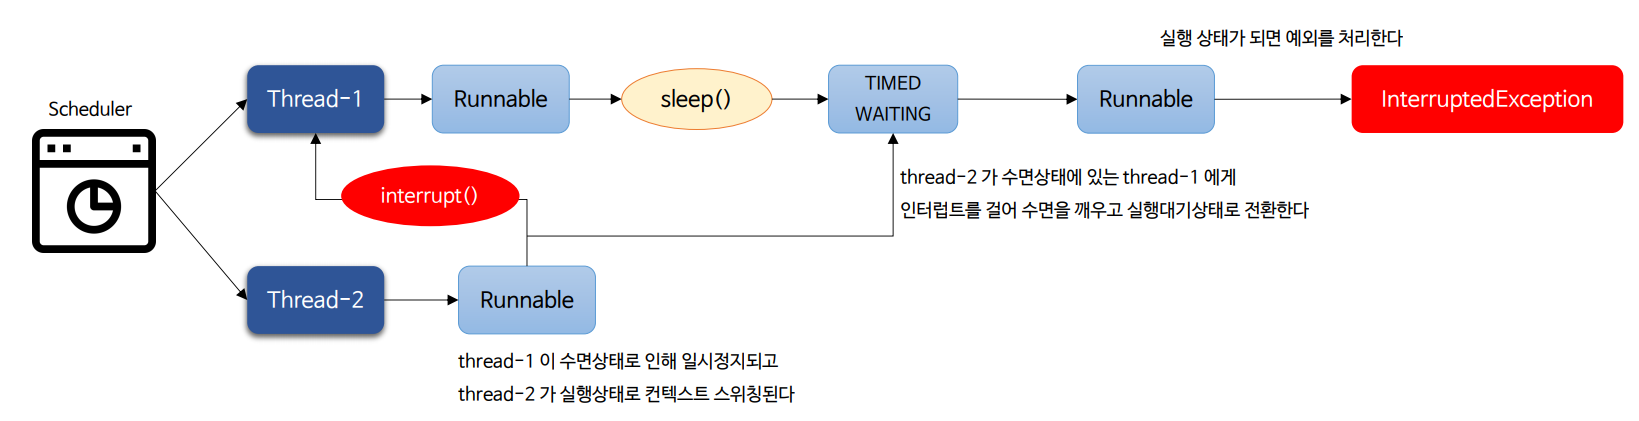 실행 상태가 되면 예외를 처리한다
Scheduler
Thread-1
Runnable
sleep()
TIMED
WAITING
Runnable
InterruptedException
interrupt()
thread-2 가 수면상태에 있는 thread-1 에게
인터럽트를 걸어 수면을 깨우고 실행대기상태로 전환한다
Thread-2
Runnable
thread-1 이 수면상태로 인해 일시정지되고
thread-2 가 실행상태로 컨텍스트 스위칭된다